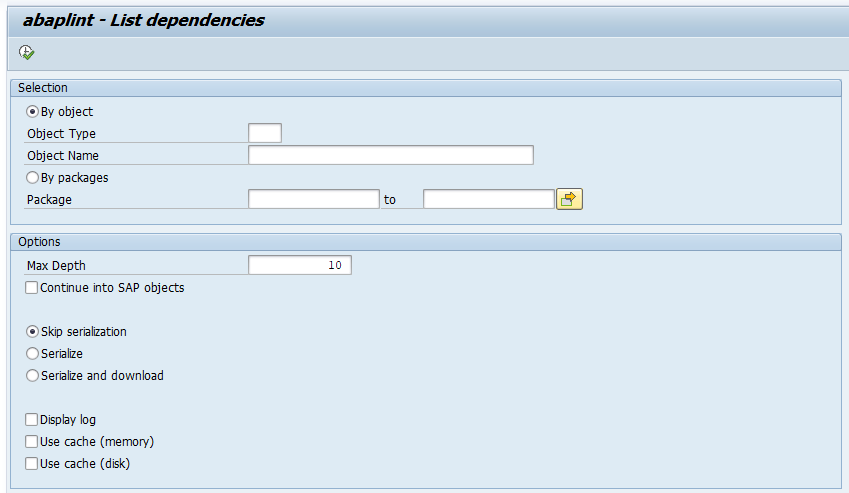 abaplint - List dependencies
Selection
By object
Object Type
Object Name
By packages
Package to
Options
Max Depth 10
Continue into SAP objects
Skip serialization
Serialize
Serialize and download
Display log
Use cache (memory)
Use cache (disk)